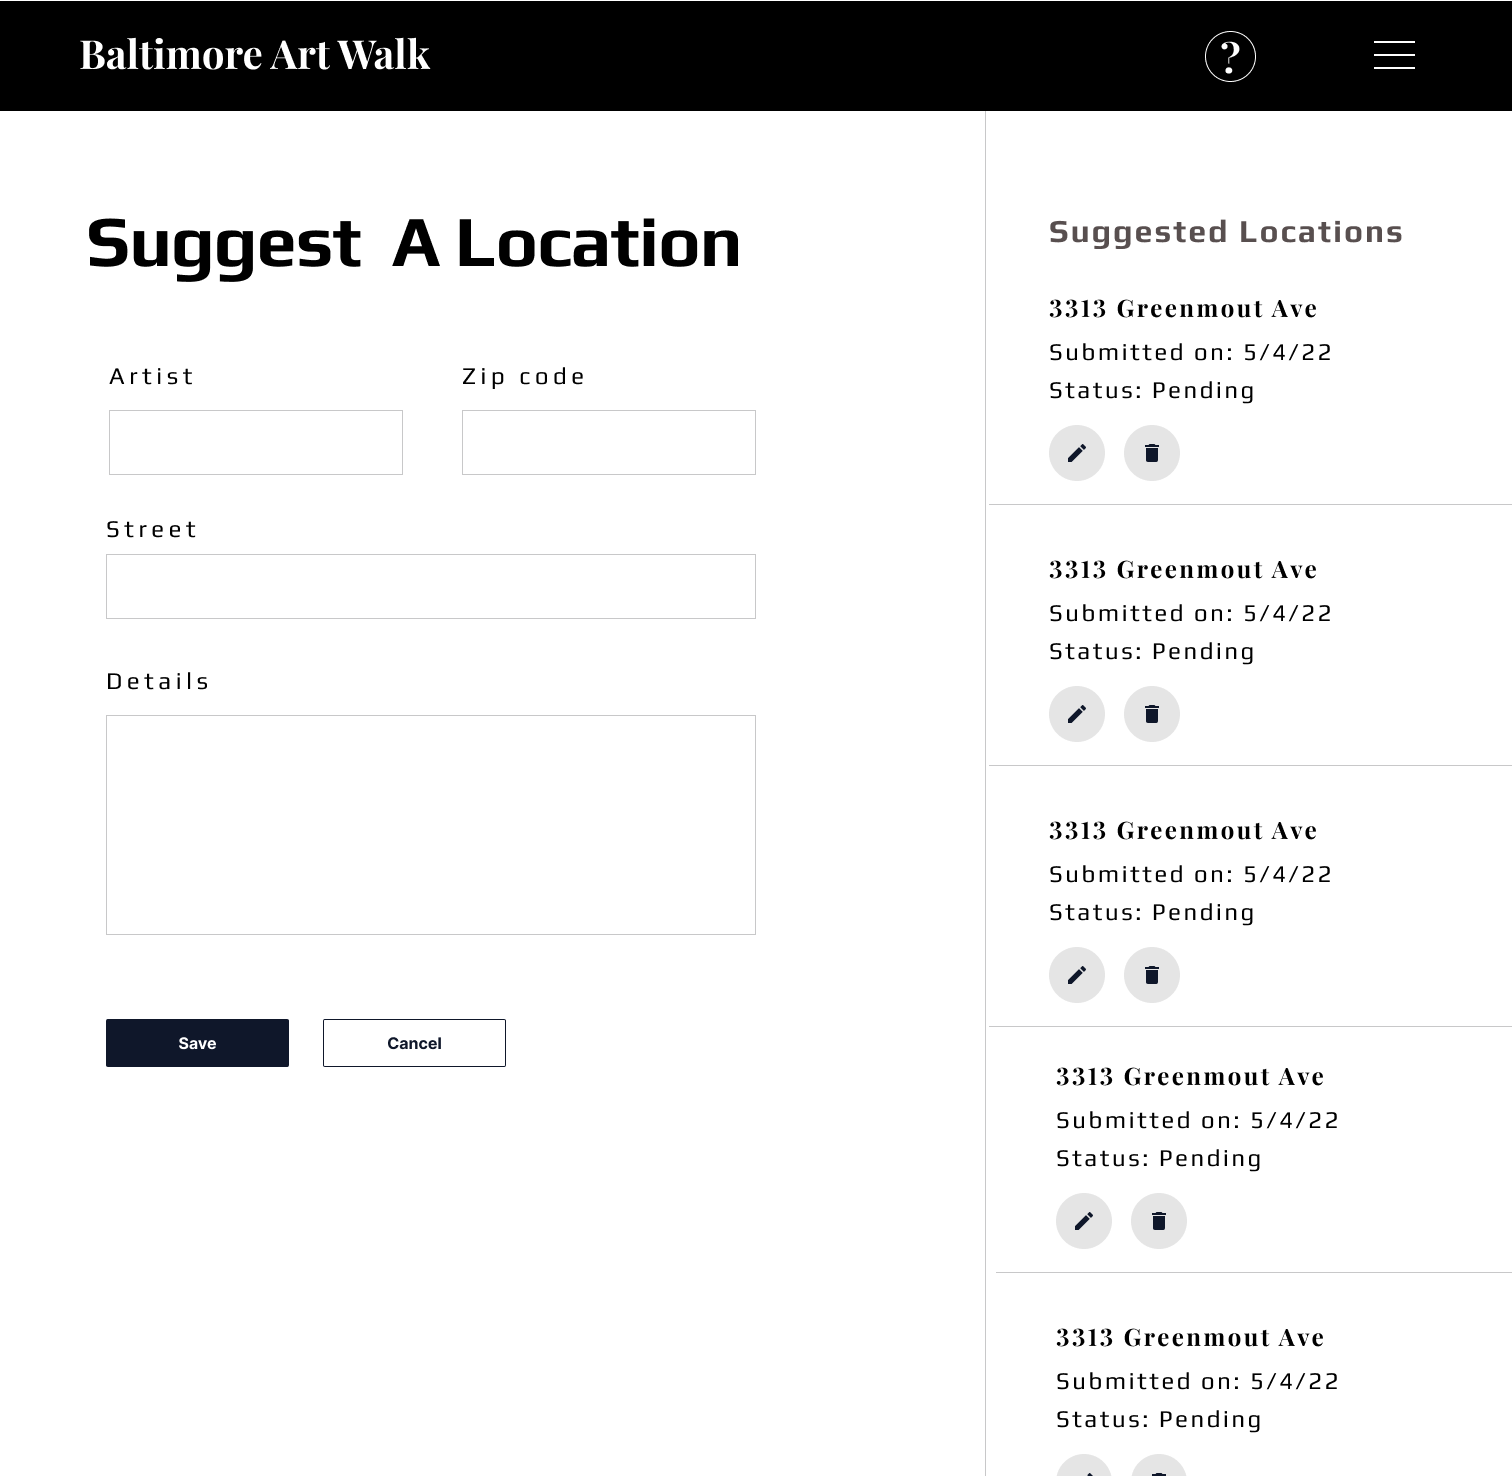 Baltimore Art Walk
?
Suggest A Location
Artist
Zip code
Street
Details
Save
Cancel
Suggested Locations
3313 Greenmout Ave
Submitted on: 5/4/22
Status: Pending
3313 Greenmout Ave
Submitted on: 5/4/22
Status: Pending
3313 Greenmout Ave
Submitted on: 5/4/22
Status: Pending
3313 Greenmout Ave
Submitted on: 5/4/22
Status: Pending
3313 Greenmout Ave
Submitted on: 5/4/22
Status: Pending